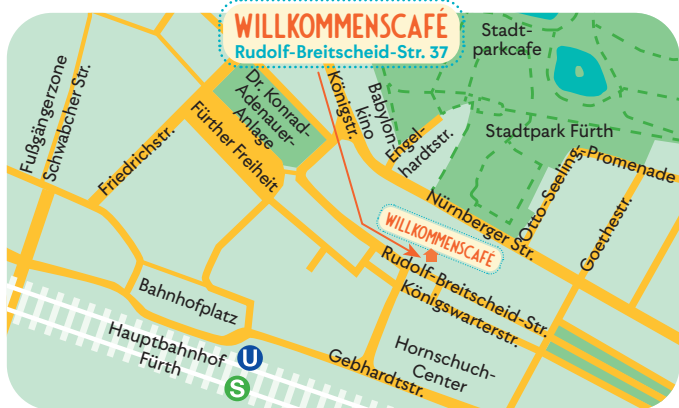 WILLKOMMENSCAFÉ
Rudolf-Breitscheid-Str. 37
Stadt-
parkcafe
Fußgängerzone
Schwabcher Str.
Dr. Konrad-
Adenauer-
Anlage
Königstr.
Babylon
kino
Engel-
hardtstr.
Stadtpark Fürth
Friedrichstr.
Fürther Freiheit
Otto-Seeling-
Promenade
Nürnberger Str.
Goethestr.
WILLKOMMENSCAFÉ
Rudolf-Breitscheid-Str.
Königswarterstr.
Bahnhofplatz
Hauptbahnhof
Fürth
U
S
Gebhardtstr.
Hornschuch-
Center